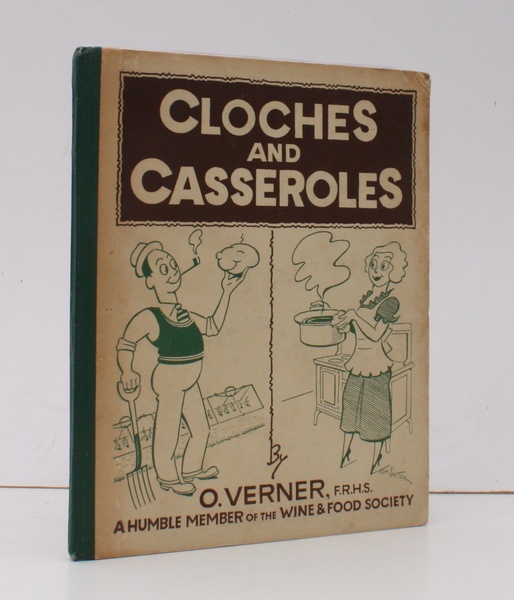 CLOCHES
AND
CASSEROLES
By
O. VERNER, F.R.H.S.
A HUMBLE MEMBER OF THE WINE & FOOD SOCIETY